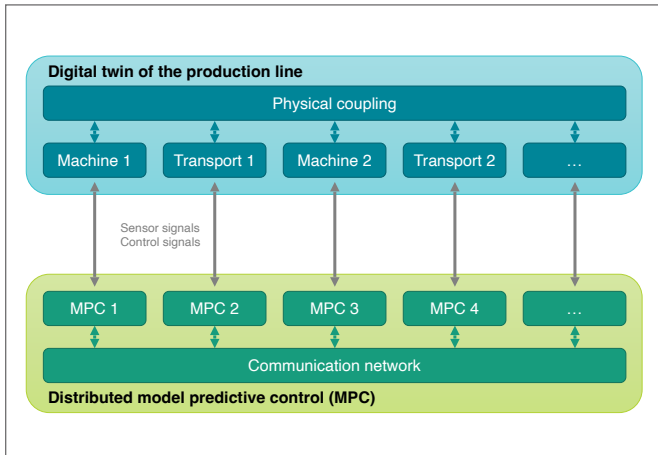 Digital twin of the production line
Physical coupling
Machine 1
Transport 1
Machine 2
Transport 2
…
Sensor signals
Control signals
MPC 1
MPC 2
MPC 3
MPC 4
…
Communication network
Distributed model predictive control (MPC)